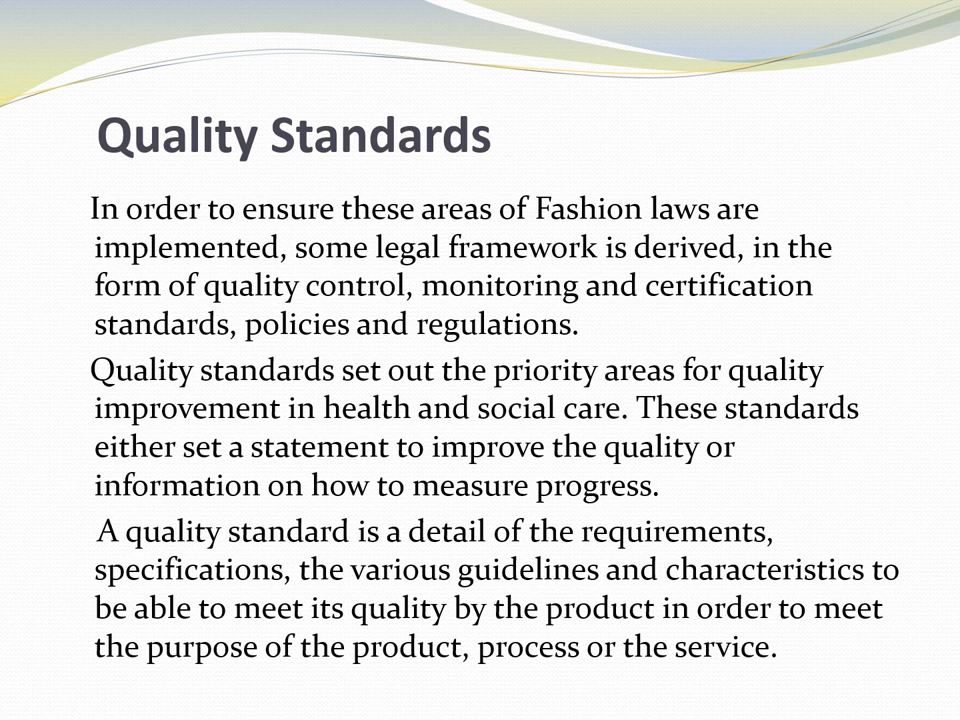 Quality Standards
In order to ensure these areas of Fashion laws are
implemented, some legal framework is derived, in the
form of quality control, monitoring and certification
standards, policies and regulations.
Quality standards set out the priority areas for quality
improvement in health and social care. These standards
either set a statement to improve the quality or
information on how to measure progress.
A quality standard is a detail of the requirements,
specifications, the various guidelines and characteristics to
be able to meet its quality by the product in order to meet
the purpose of the product, process or the service.